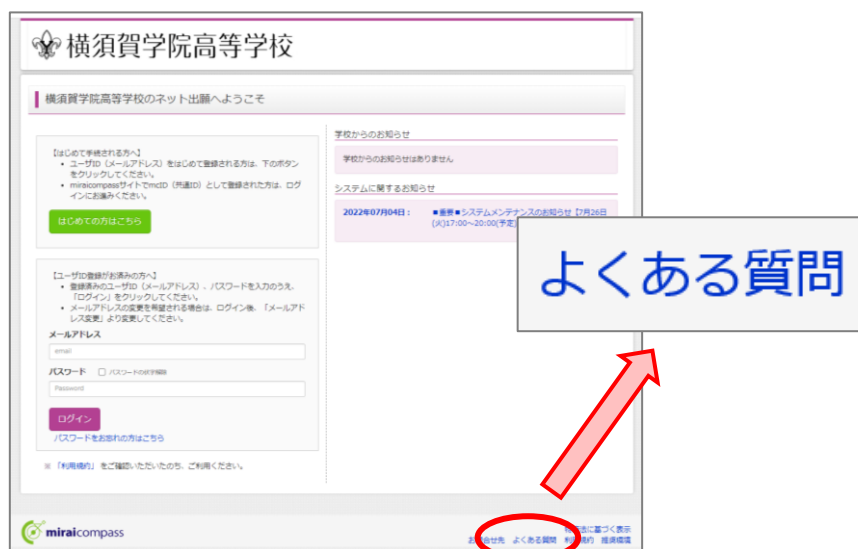 横須賀学院高等学校
横須賀学院高等学校のネット出願へようこそ
【はじめて手続される方へ】
• ユーザID（メールアドレス）をはじめて登録される方は、下のボタン
をクリックしてください。
• miraicompassサイトでmcID（共通ID）として登録された方は、ログ
インにお進みください。
はじめての方はこちら
【ユーザID登録がお済みの方へ】
• 登録済みのユーザID（メールアドレス）、パスワードを入力のうえ、
「ログイン」をクリックしてください。
• メールアドレスの変更を希望される場合は、ログイン後、「メールアド
レス変更」より変更してください。
メールアドレス
email
パスワード パスワードの伏字解除
Password
ログイン
パスワードをお忘れの方はこちら
※ 「利用規約」をご確認いただいたのち、ご利用ください。
学校からのお知らせ
学校からのお知らせはありません
システムに関するお知らせ
2022年07月04日： ■重要■システムメンテナンスのお知らせ【7月26日
(火)17:00～20:00(予定)
よくある質問
miraicompass
法に基づく表示
よくある質問 推奨環境